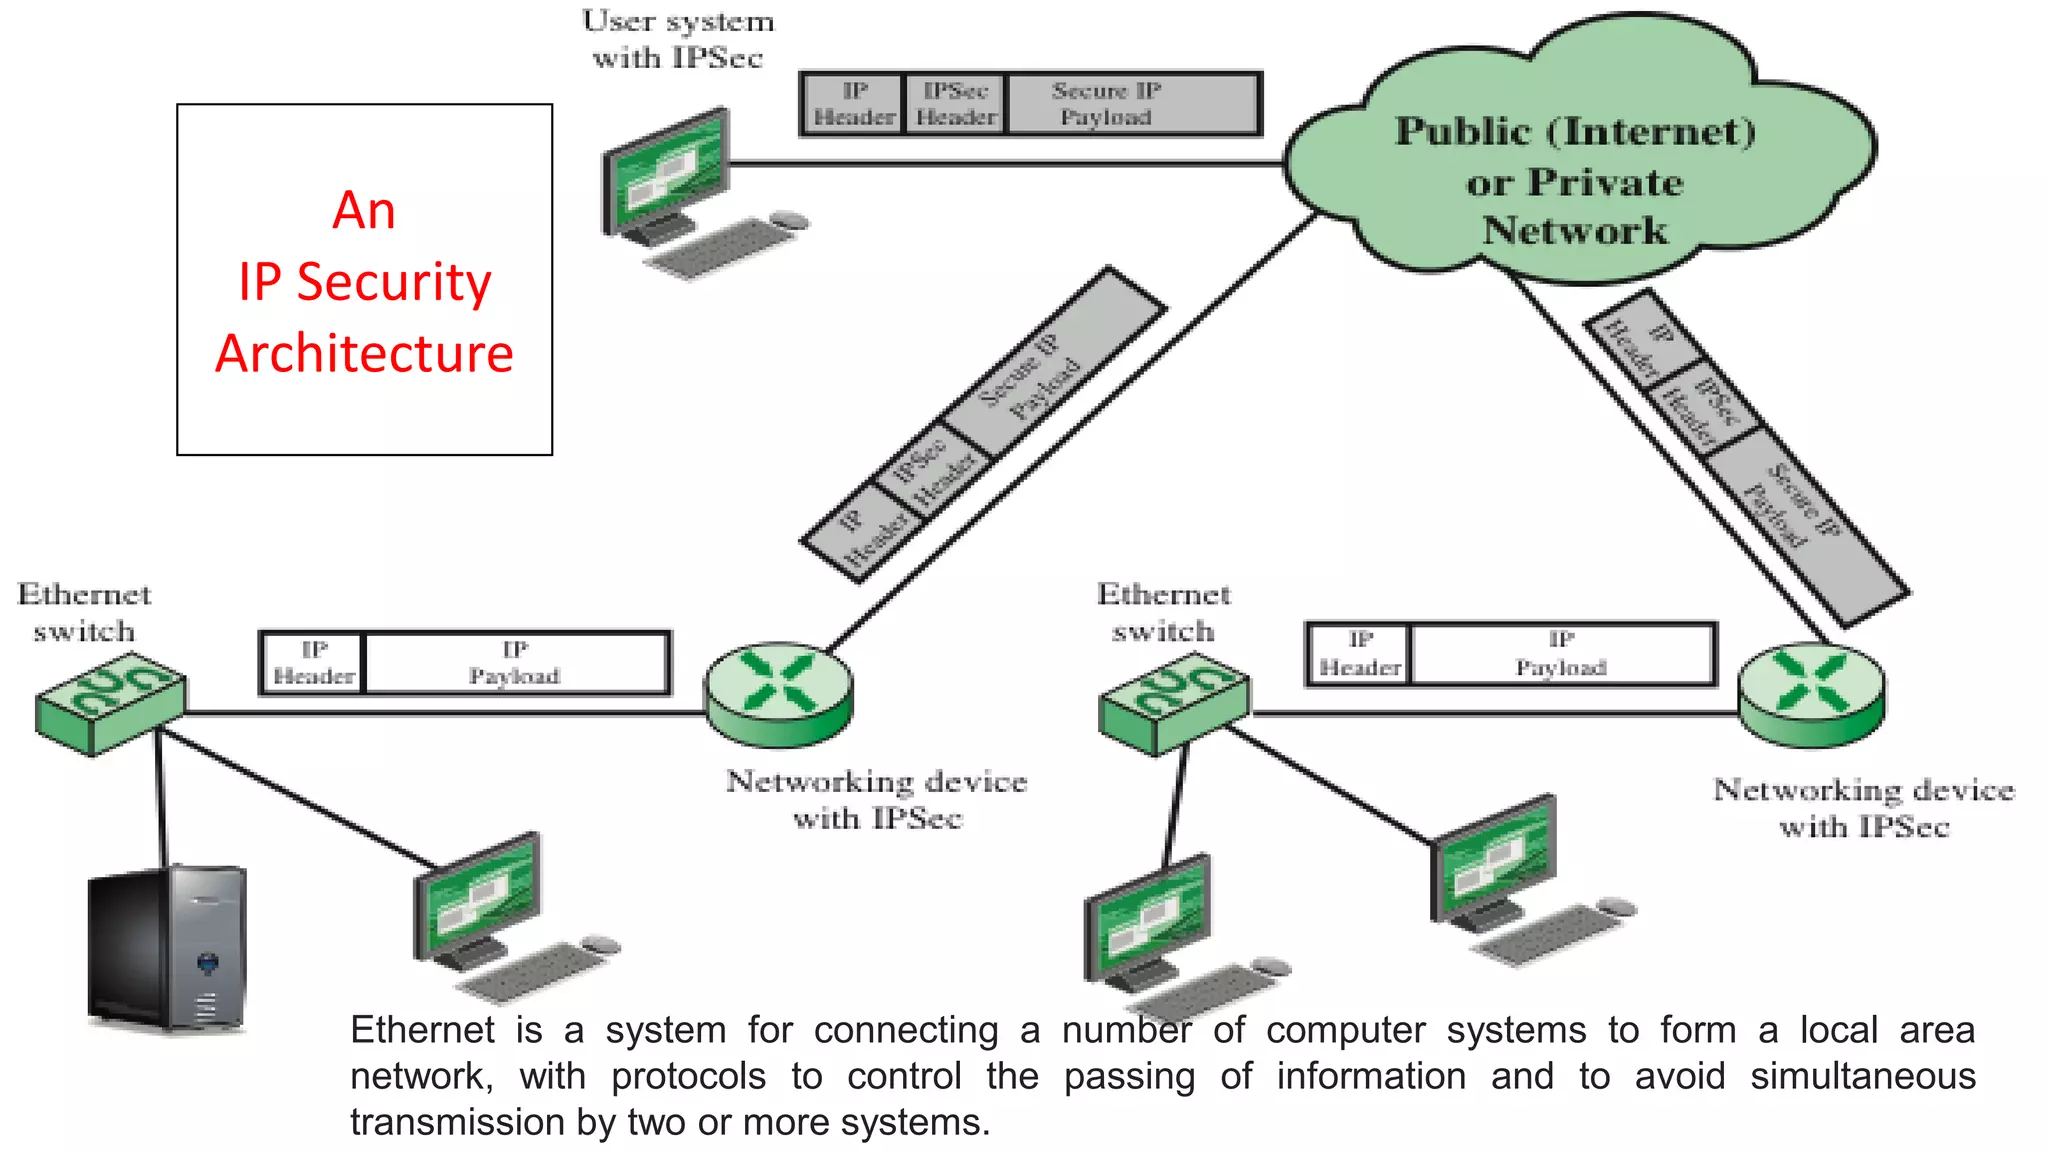 User system
with IPSec
IP
Header
IPSec
Header
Secure IP
Payload
Public (Internet)
or Private
Network
An
IP Security
Architecture
IP
Header
IPSec
Header
Secure IP
Payload
IP
Header
IPSec
Header
Secure IP
Payload
Ethernet
switch
IP
Header
IP
Payload
Ethernet
switch
IP
Header
IP
Payload
Networking device
with IPSec
Networking device
with IPSec
Ethernet is a system for connecting a number of computer systems to form a local area
network, with protocols to control the passing of information and to avoid simultaneous
transmission by two or more systems.